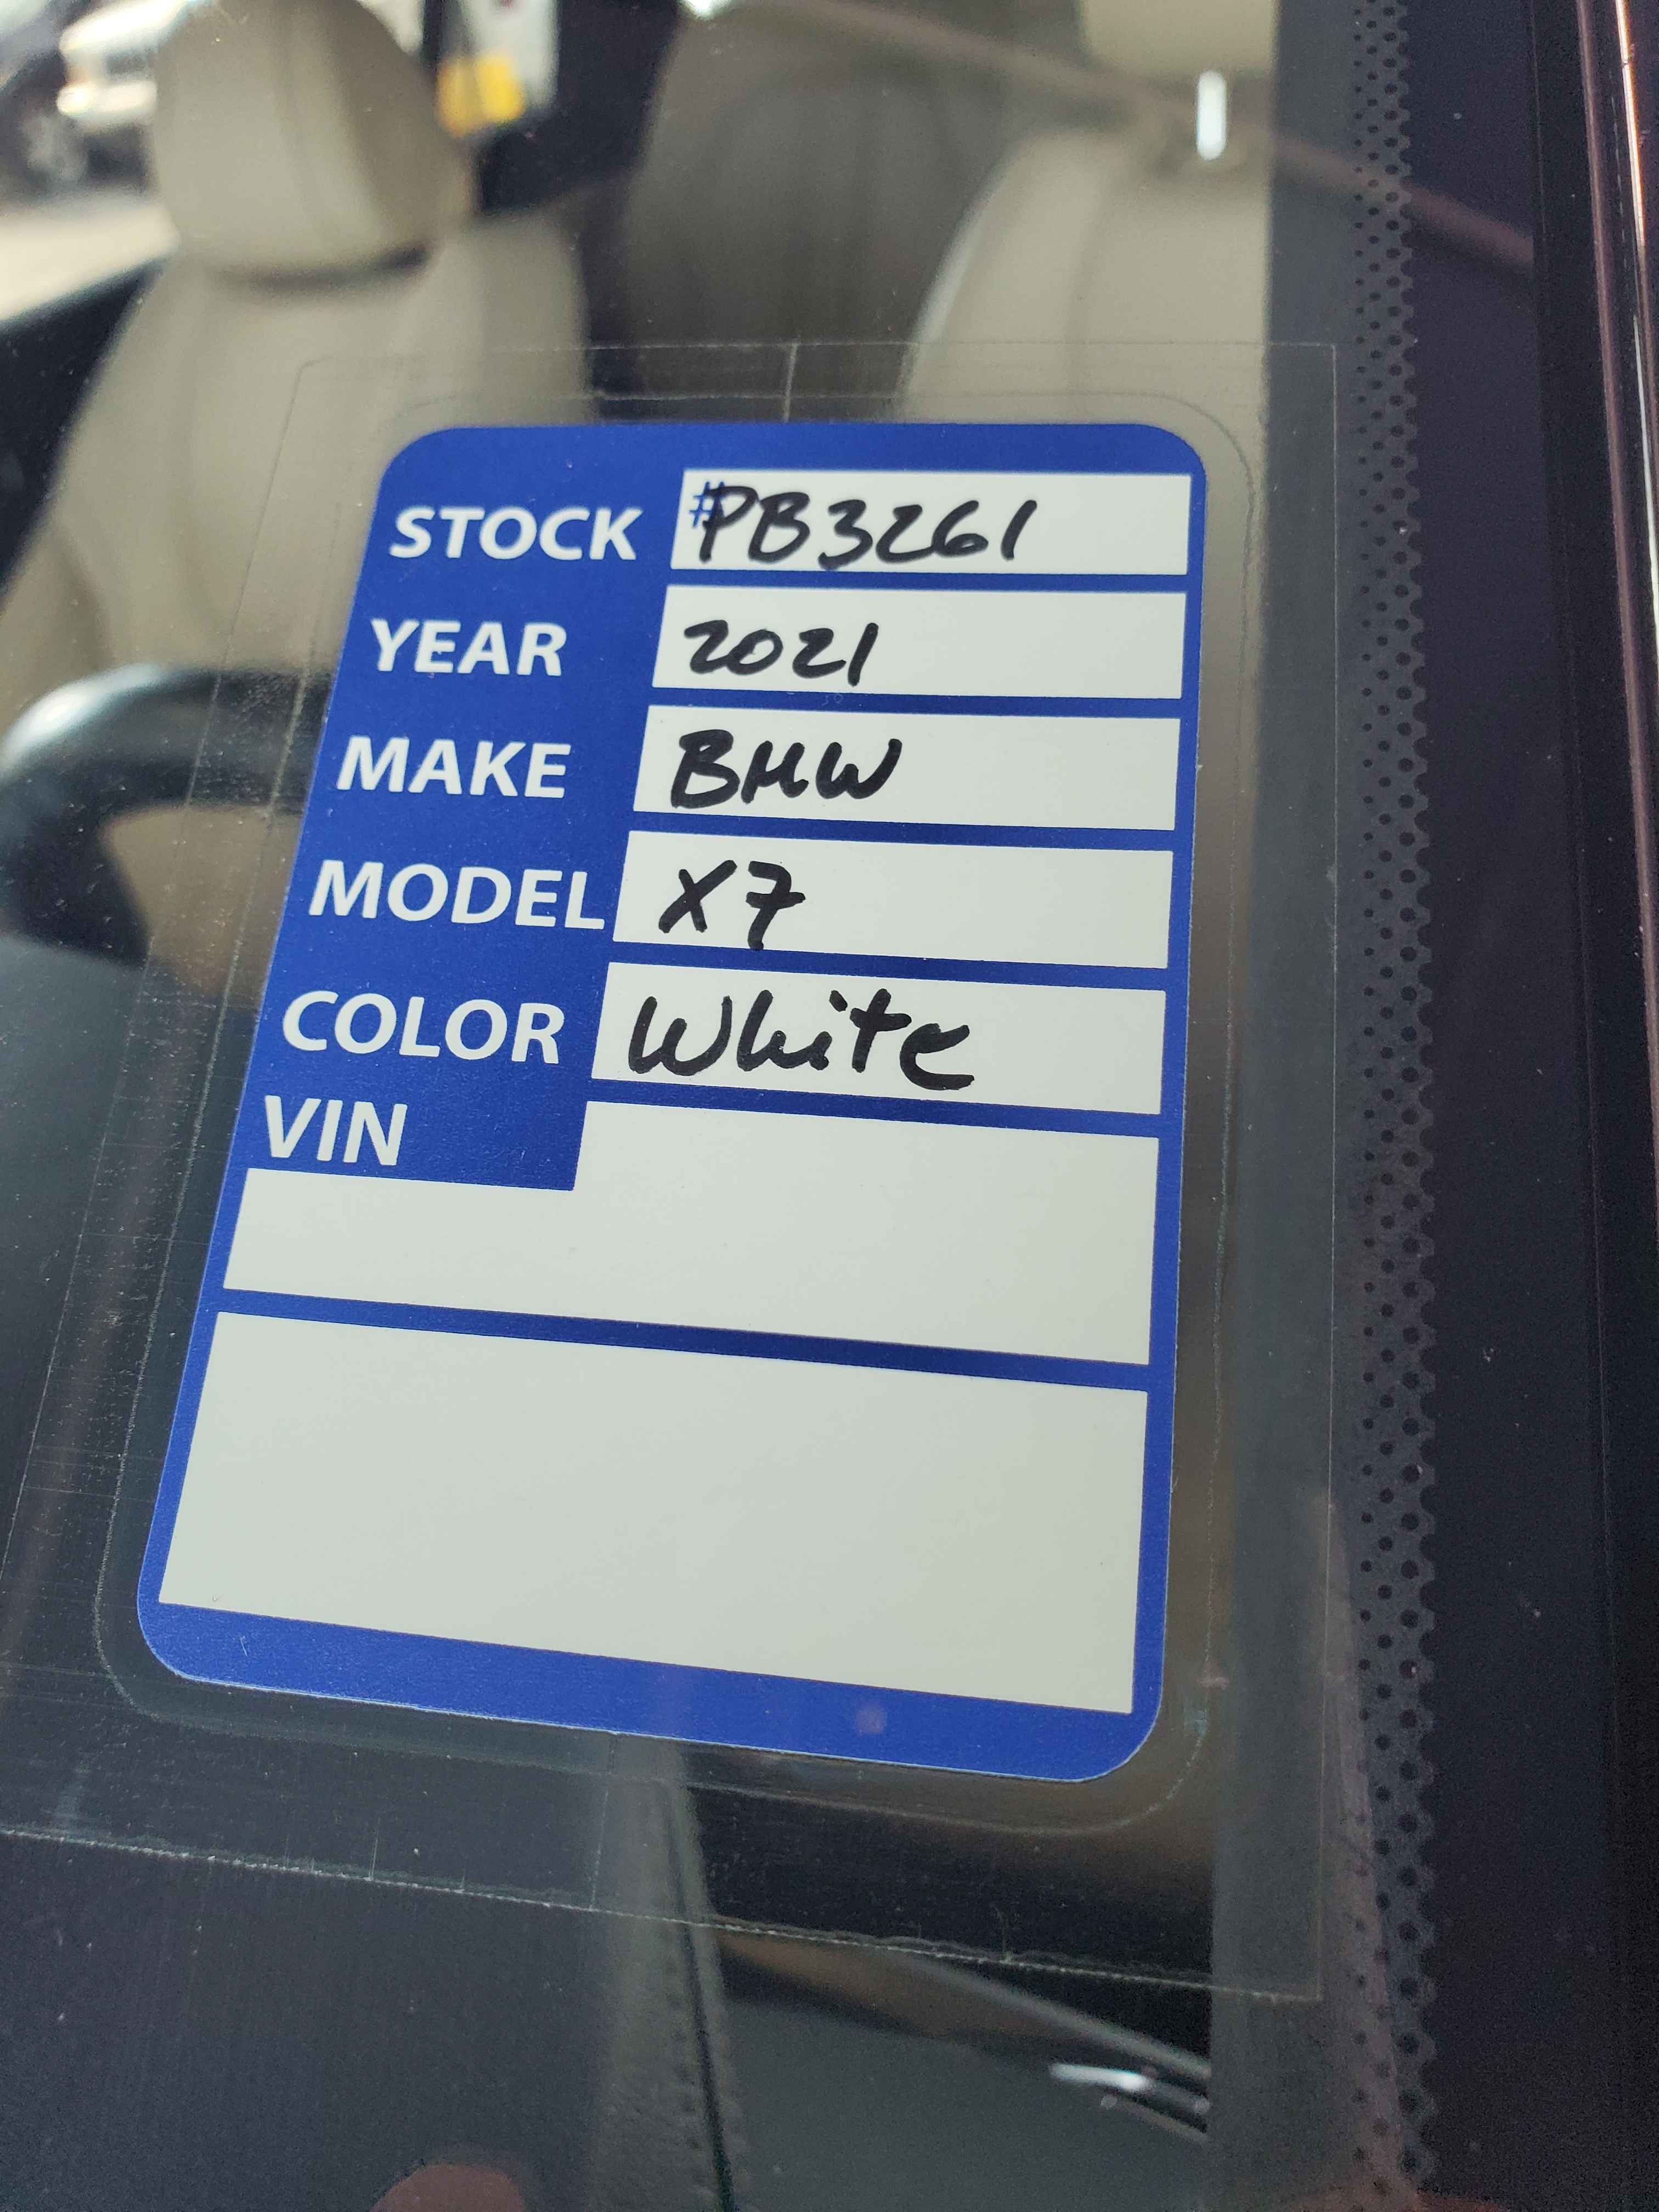 STOCK #PB3261
YEAR 2021
MAKE BMW
MODEL X7
COLOR White
VIN